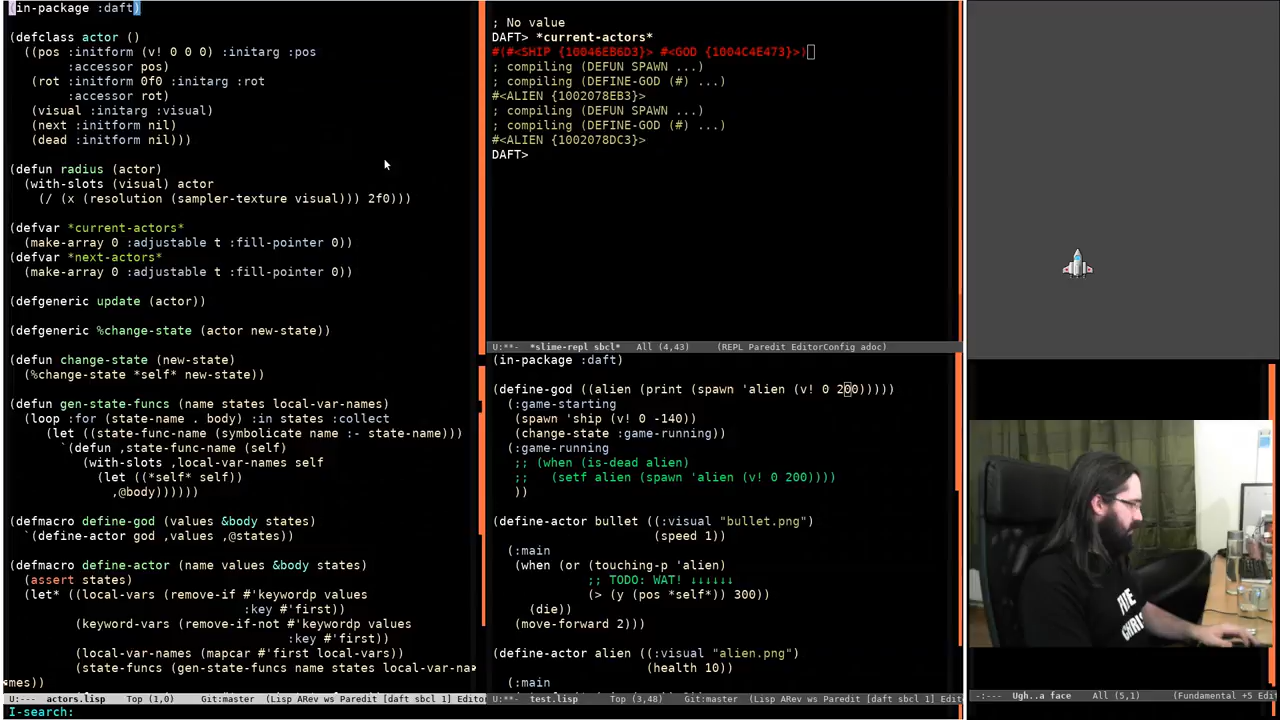 (in-package :daft)
(defclass actor ()
((pos :initform (v! 0 0 0) :initarg :pos
:accessor pos)
(rot :initform 0f0 :initarg :rot
:accessor rot)
(visual :initarg :visual)
(next :initform nil)
(dead :initform nil)))
(defun radius (actor)
(with-slots (visual) actor
(/ (x (resolution (sampler-texture visual))) 2f0)))
(defvar *current-actors*
(make-array 0 :adjustable t :fill-pointer 0))
(defvar *next-actors*
(make-array 0 :adjustable t :fill-pointer 0))
(defgeneric update (actor))
(defgeneric %change-state (actor new-state))
(defun change-state (new-state)
(%change-state *self* new-state))
(defun gen-state-funcs (name states local-var-names)
(loop :for (state-name . body) :in states :collect
(let ((state-func-name (symbolicate name :- state-name)))
`(defun ,state-func-name (self)
(with-slots ,local-var-names self
(let ((*self* self))
,@body))))))
(defmacro define-god (values &body states)
`(define-actor god ,values ,@states))
(defmacro define-actor (name values &body states)
(assert states)
(let* ((local-vars (remove-if #'keywordp values
:key #'first))
(keyword-vars (remove-if-not #'keywordp values
:key #'first))
(local-var-names (mapcar #'first local-vars))
(state-funcs (gen-state-funcs name states local-var-na
mes))
U:--- actors.lisp Top (1,0) Git:master (Lisp ARev ws Paredit [daft sbcl 1] Editor
I-search:
; No value
DAFT> *current-actors*
#(#<SHIP {10046EB6D3}> #<GOD {1004C4E473}>)
; compiling (DEFUN SPAWN ...)
; compiling (DEFINE-GOD (#) ...)
#<ALIEN {1002078EB3}>
; compiling (DEFUN SPAWN ...)
; compiling (DEFINE-GOD (#) ...)
#<ALIEN {1002078DC3}>
DAFT>
U:**- *slime-repl sbcl* All (4,43) (REPL Paredit EditorConfig adoc)
(in-package :daft)
(define-god ((alien (print (spawn 'alien (v! 0 200)))))
(:game-starting
(spawn 'ship (v! 0 -140))
(change-state :game-running))
(:game-running
;; (when (is-dead alien)
;; (setf alien (spawn 'alien (v! 0 200))))
))
(define-actor bullet ((:visual "bullet.png")
(speed 1))
(:main
(when (or (touching-p 'alien)
;; TODO: WAT! ↓↓↓↓↓↓
(> (y (pos *self*)) 300))
(die))
(move-forward 2)))
(define-actor alien ((:visual "alien.png")
(health 10))
(:main
U:**- test.lisp Top (3,48) Git:master (Lisp ARev ws Paredit [daft sbcl 1] Edit
-:--- Ugh..a face All (5,1) (Fundamental +5 Edit